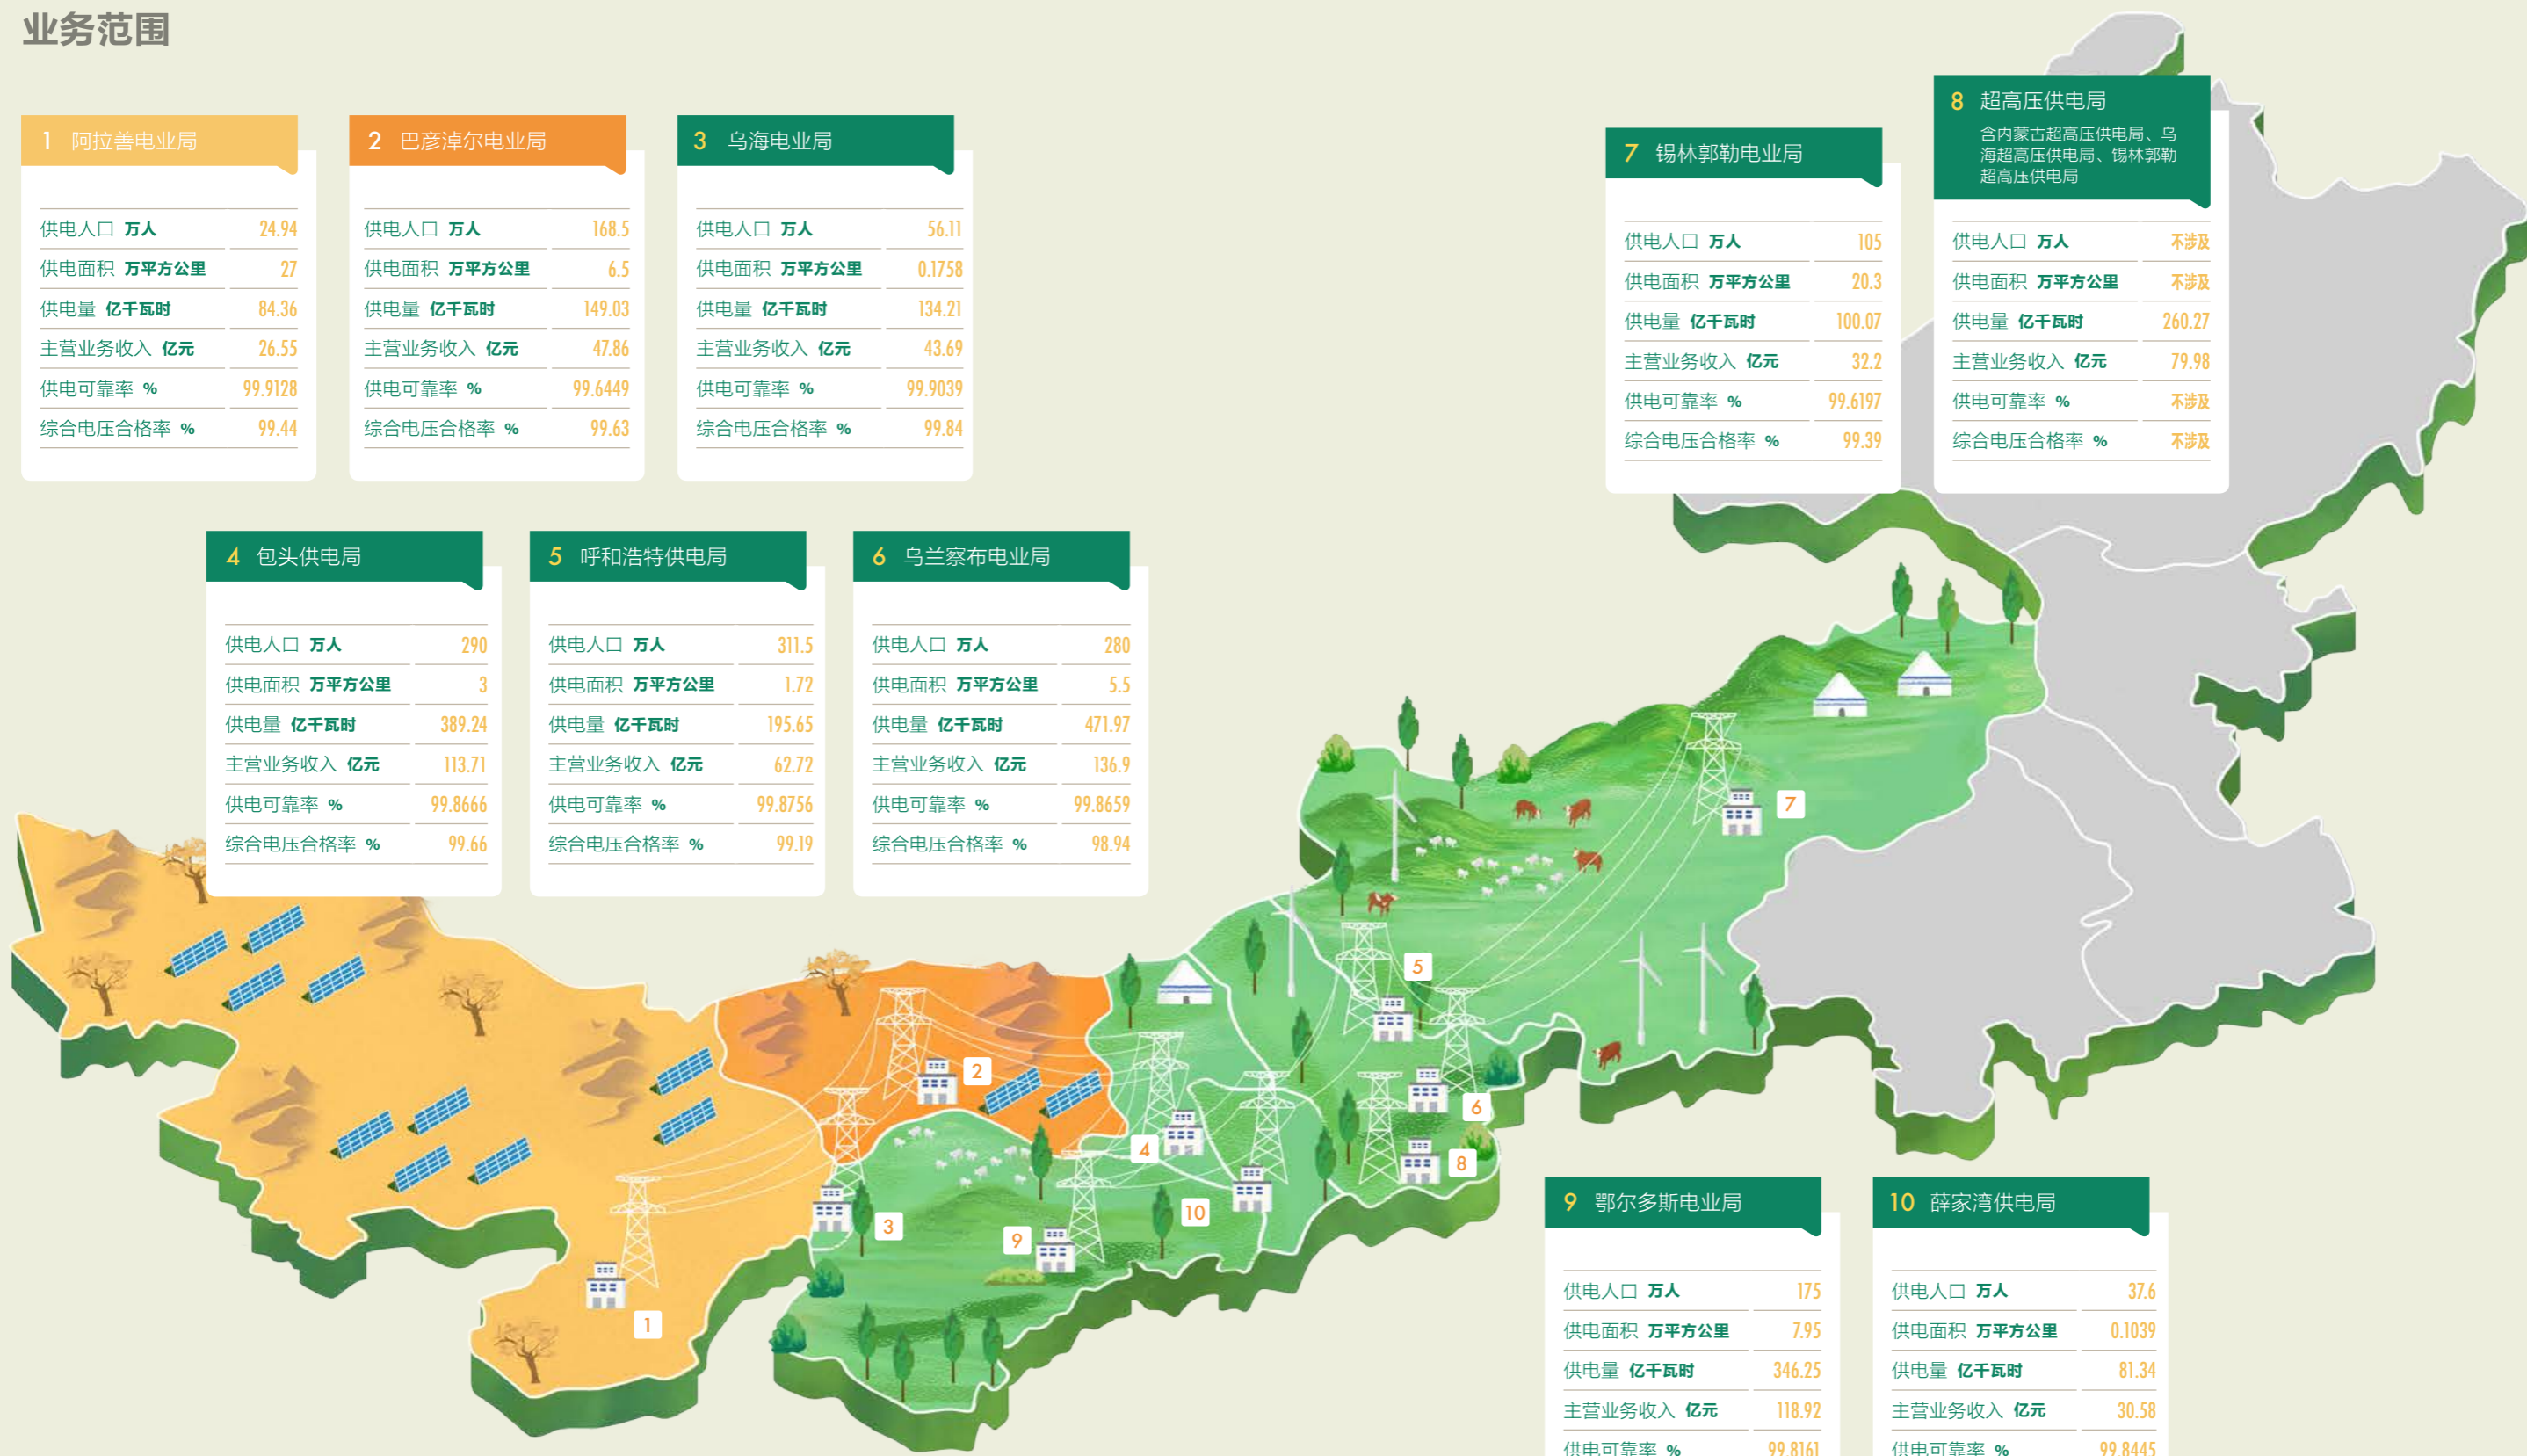 业务范围
1 阿拉善电业局
供电人口 万人 24.94
供电面积 万平方公里 27
供电量 亿千瓦时 84.36
主营业务收入 亿元 26.55
供电可靠率 % 99.9128
综合电压合格率 % 99.44
2 巴彦淖尔电业局
供电人口 万人 168.5
供电面积 万平方公里 6.5
供电量 亿千瓦时 149.03
主营业务收入 亿元 47.86
供电可靠率 % 99.6449
综合电压合格率 % 99.63
3 乌海电业局
供电人口 万人 56.11
供电面积 万平方公里 0.1758
供电量 亿千瓦时 134.21
主营业务收入 亿元 43.69
供电可靠率 % 99.9039
综合电压合格率 % 99.84
4 包头供电局
供电人口 万人 290
供电面积 万平方公里 3
供电量 亿千瓦时 389.24
主营业务收入 亿元 113.71
供电可靠率 % 99.8666
综合电压合格率 % 99.66
5 呼和浩特供电局
供电人口 万人 311.5
供电面积 万平方公里 1.72
供电量 亿千瓦时 195.65
主营业务收入 亿元 62.72
供电可靠率 % 99.8756
综合电压合格率 % 99.19
6 乌兰察布电业局
供电人口 万人 280
供电面积 万平方公里 5.5
供电量 亿千瓦时 471.97
主营业务收入 亿元 136.9
供电可靠率 % 99.8659
综合电压合格率 % 98.94
7 锡林郭勒电业局
供电人口 万人 105
供电面积 万平方公里 20.3
供电量 亿千瓦时 100.07
主营业务收入 亿元 32.2
供电可靠率 % 99.6197
综合电压合格率 % 99.39
8 超高压供电局
含内蒙古超高压供电局、乌
海超高压供电局、锡林郭勒
超高压供电局
供电人口 万人 不涉及
供电面积 万平方公里 不涉及
供电量 亿千瓦时 260.27
主营业务收入 亿元 79.98
供电可靠率 % 不涉及
综合电压合格率 % 不涉及
7
5
2
6
4
8
10
3
9
1
9 鄂尔多斯电业局
供电人口 万人 175
供电面积 万平方公里 7.95
供电量 亿千瓦时 346.25
主营业务收入 亿元 118.92
供电可靠率 % 99.8161
10 薛家湾供电局
供电人口 万人 37.6
供电面积 万平方公里 0.1039
供电量 亿千瓦时 81.34
主营业务收入 亿元 30.58
供电可靠率 % 99.8445